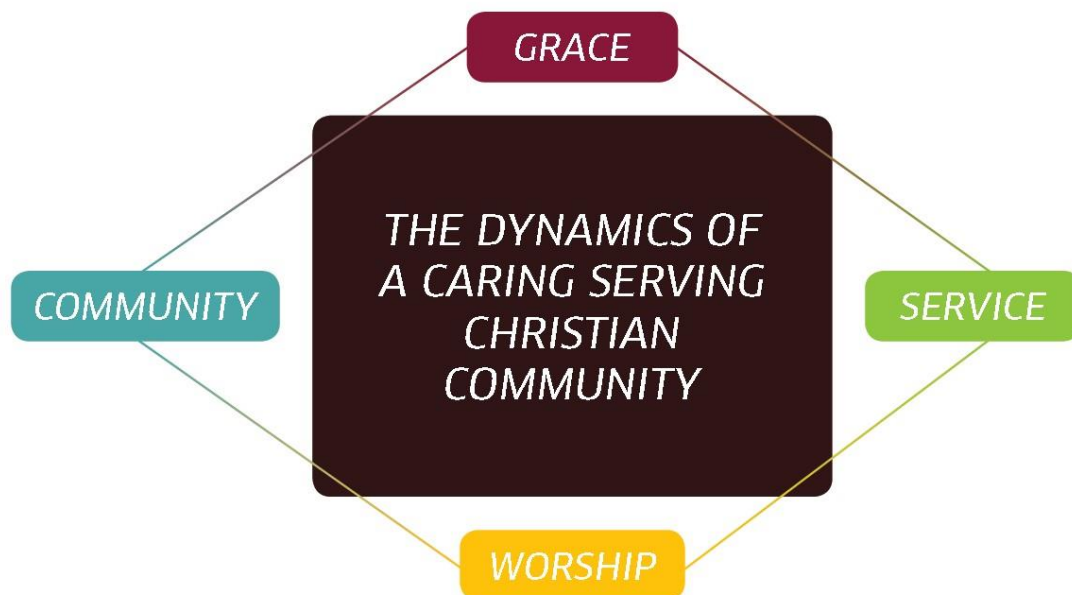 GRACE
THE DYNAMICS OF
A CARING SERVING
CHRISTIAN
COMMUNITY
COMMUNITY
SERVICE
WORSHIP